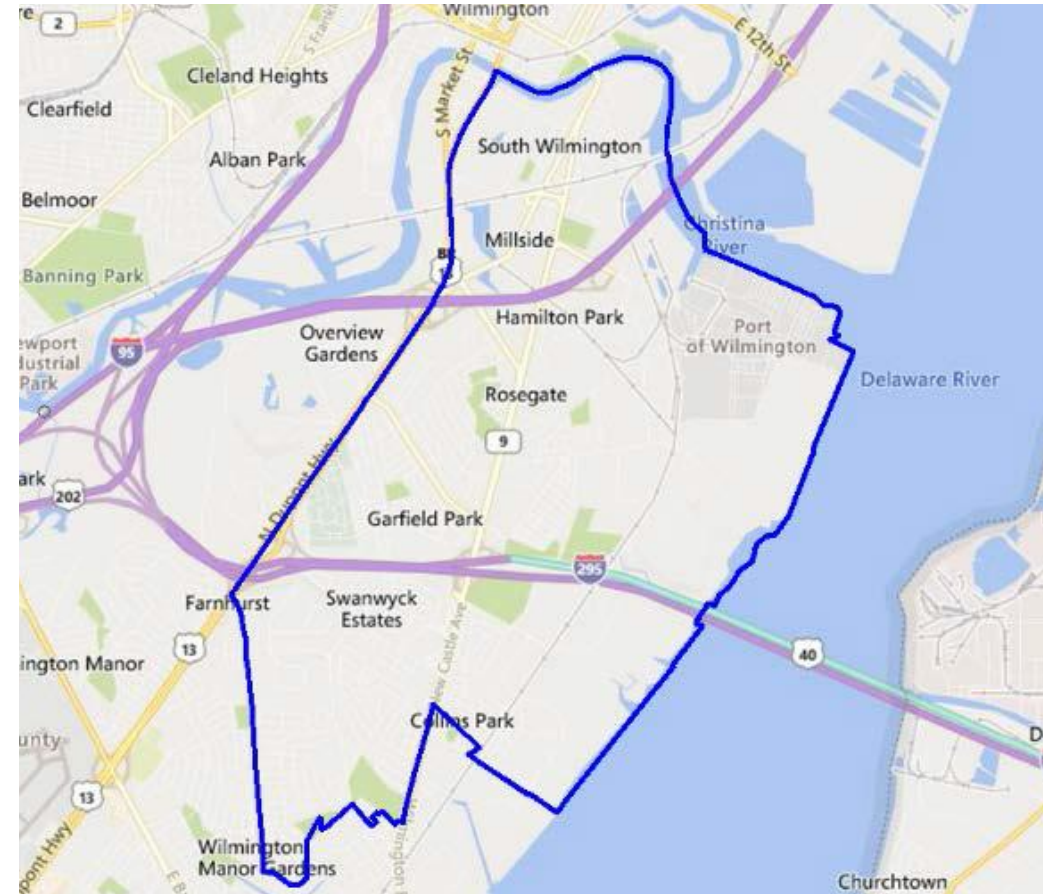 2
Wilmington
S Frankl
Cleland Heights
S Market St
E 12th St
Clearfield
South Wilmington
Alban Park
Belmoor
Christina
River
Millside
Banning Park
Hamilton Park
Port
of Wilmington
Overview
Gardens
ewport
dustrial
Park
95
Delaware River
Rosegate
9
ark
202
N Dupont Hwy
Garfield Park
295
Farnhurst
Swanwyck
Estates
New Castle Ave
13
ington Manor
40
Collins Park
unty
D
13
Wilmington
Manor Gardens
pont Hwy
E B
Churchtown